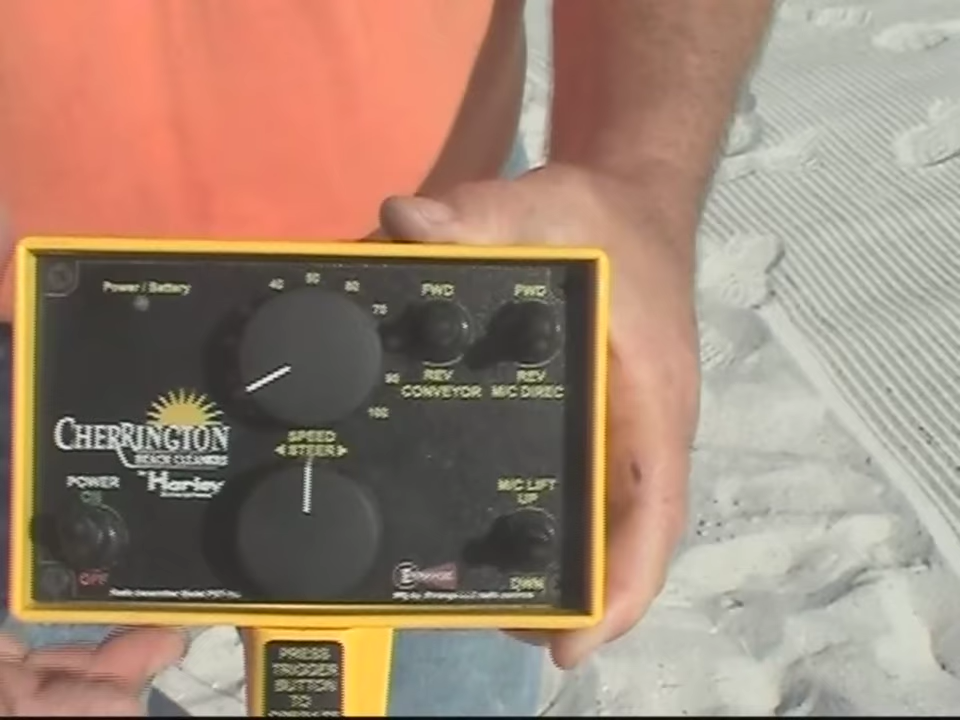 Power / Battery
40 50 60 70
90
100
FWD
REV
CONVEYOR
FWD
REV
M/C DIREC
SPEED
◄STEER►
CHERRINGTON
BEACH CLEANERS
by Harley
POWER
ON
OFF
M/C LIFT
UP
DWN
PRESS
TRIGGER
BUTTON
TO